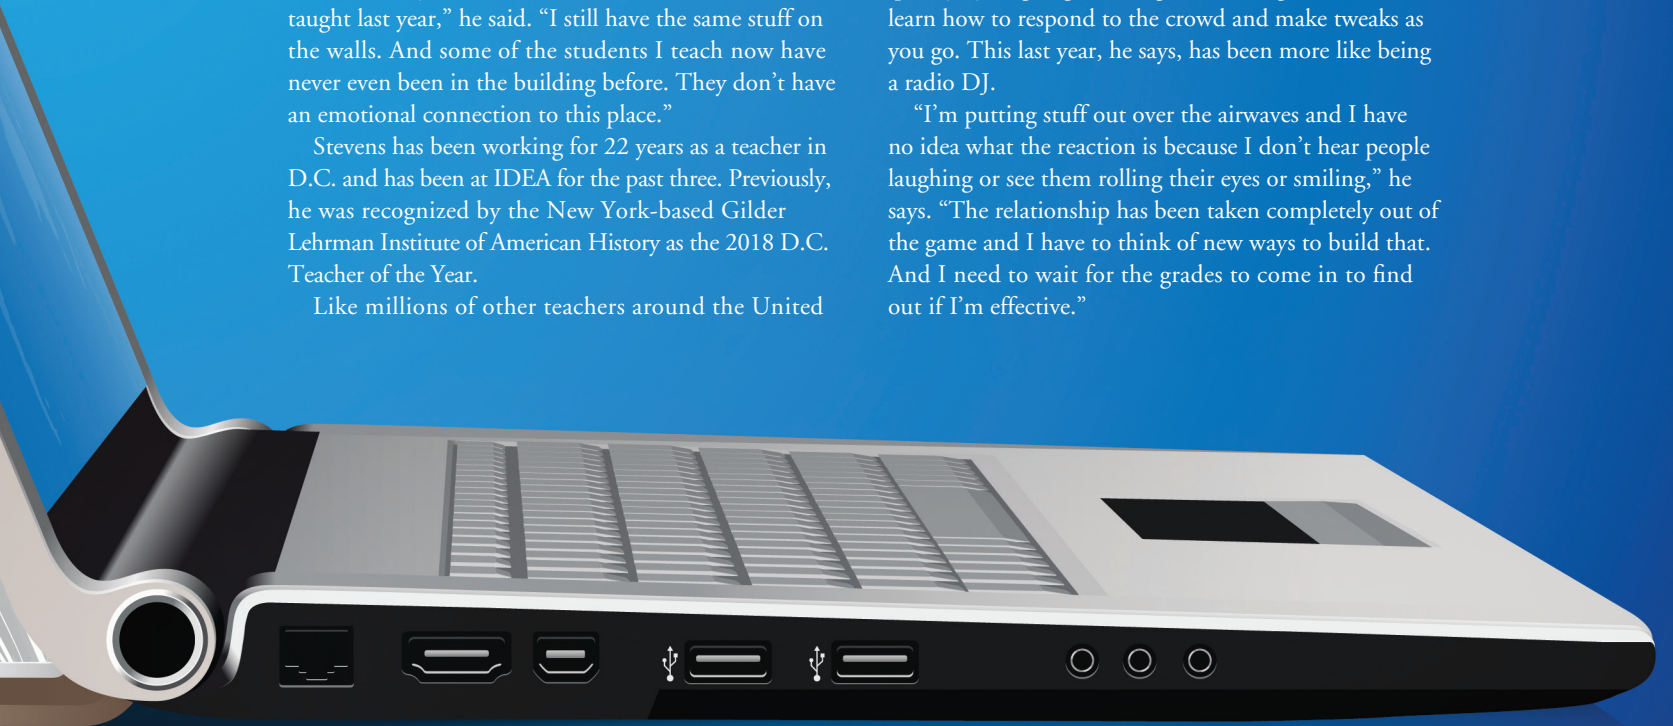 taught last year,” he said. “I still have the same stuff on
the walls. And some of the students I teach now have
never even been in the building before. They don’t have
an emotional connection to this place.”
Stevens has been working for 22 years as a teacher in
D.C. and has been at IDEA for the past three. Previously,
he was recognized by the New York-based Gilder
Lehrman Institute of American History as the 2018 D.C.
Teacher of the Year.
Like millions of other teachers around the United
learn how to respond to the crowd and make tweaks as
you go. This last year, he says, has been more like being
a radio DJ.
“I’m putting stuff out over the airwaves and I have
no idea what the reaction is because I don’t hear people
laughing or see them rolling their eyes or smiling,” he
says. “The relationship has been taken completely out of
the game and I have to think of new ways to build that.
And I need to wait for the grades to come in to find
out if I’m effective.”